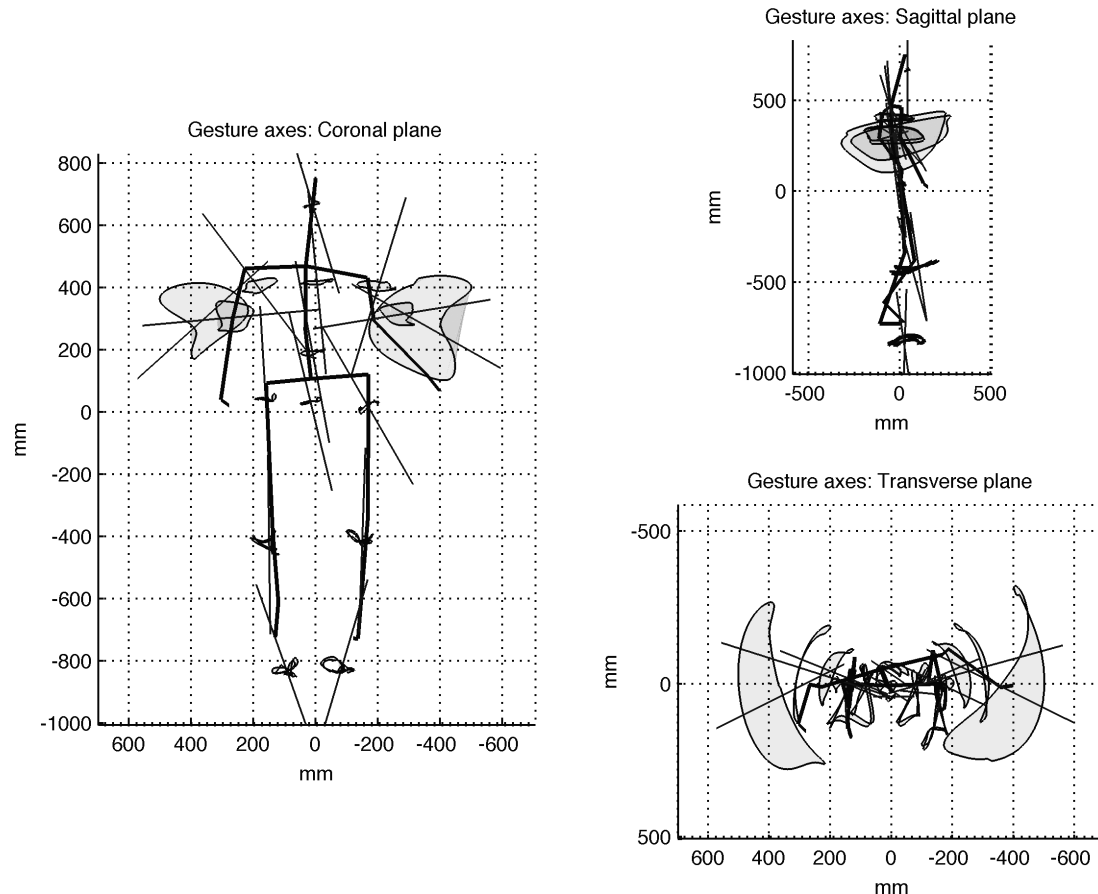 Gesture axes: Sagittal plane
500
0
-500
-1000
mm
-500 0 500
mm
Gesture axes: Coronal plane
800
600
400
200
0
-200
-400
-600
-800
-1000
mm
600 400 200 0 -200 -400 -600
mm
Gesture axes: Transverse plane
-500
0
500
mm
600 400 200 0 -200 -400 -600
mm